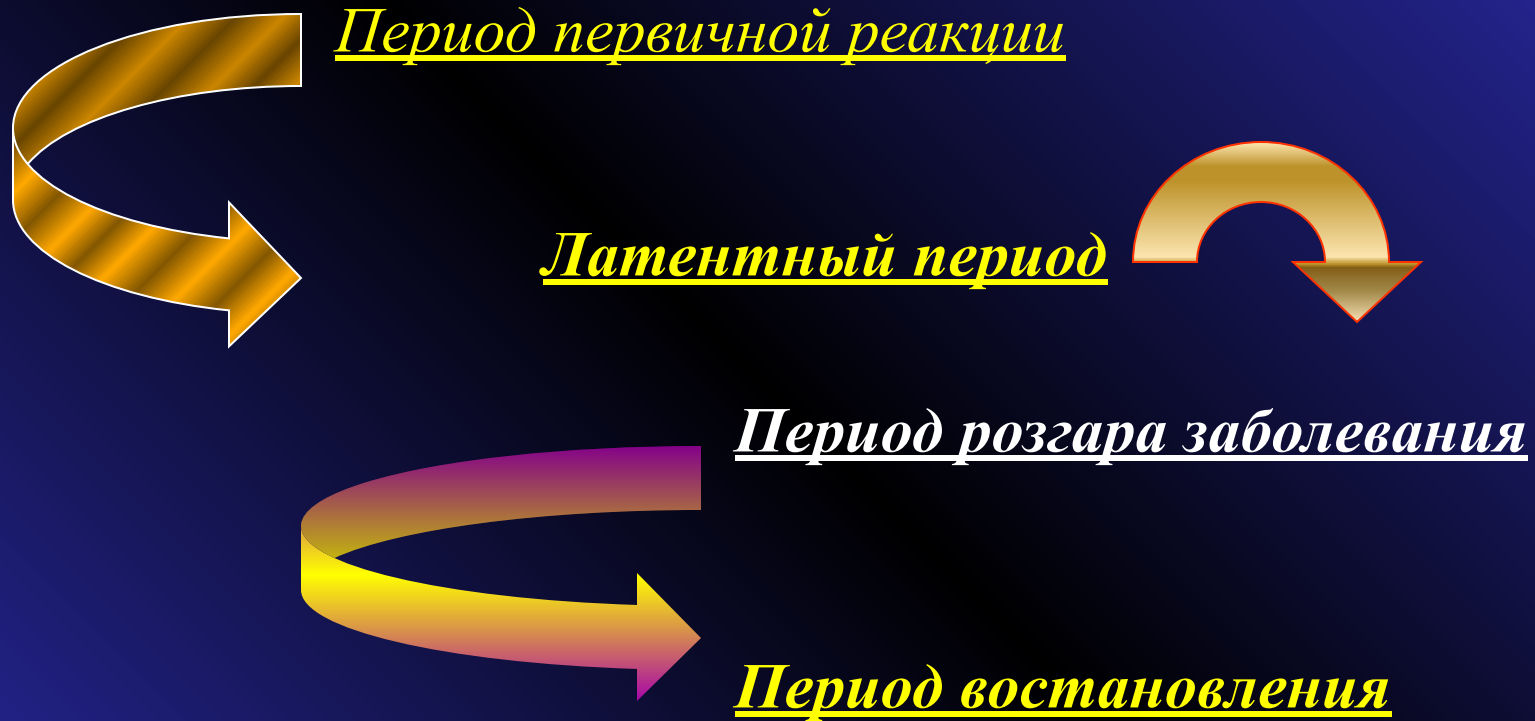 Период первичной реакции
Латентный период
Период розгара заболевания
Период востановления